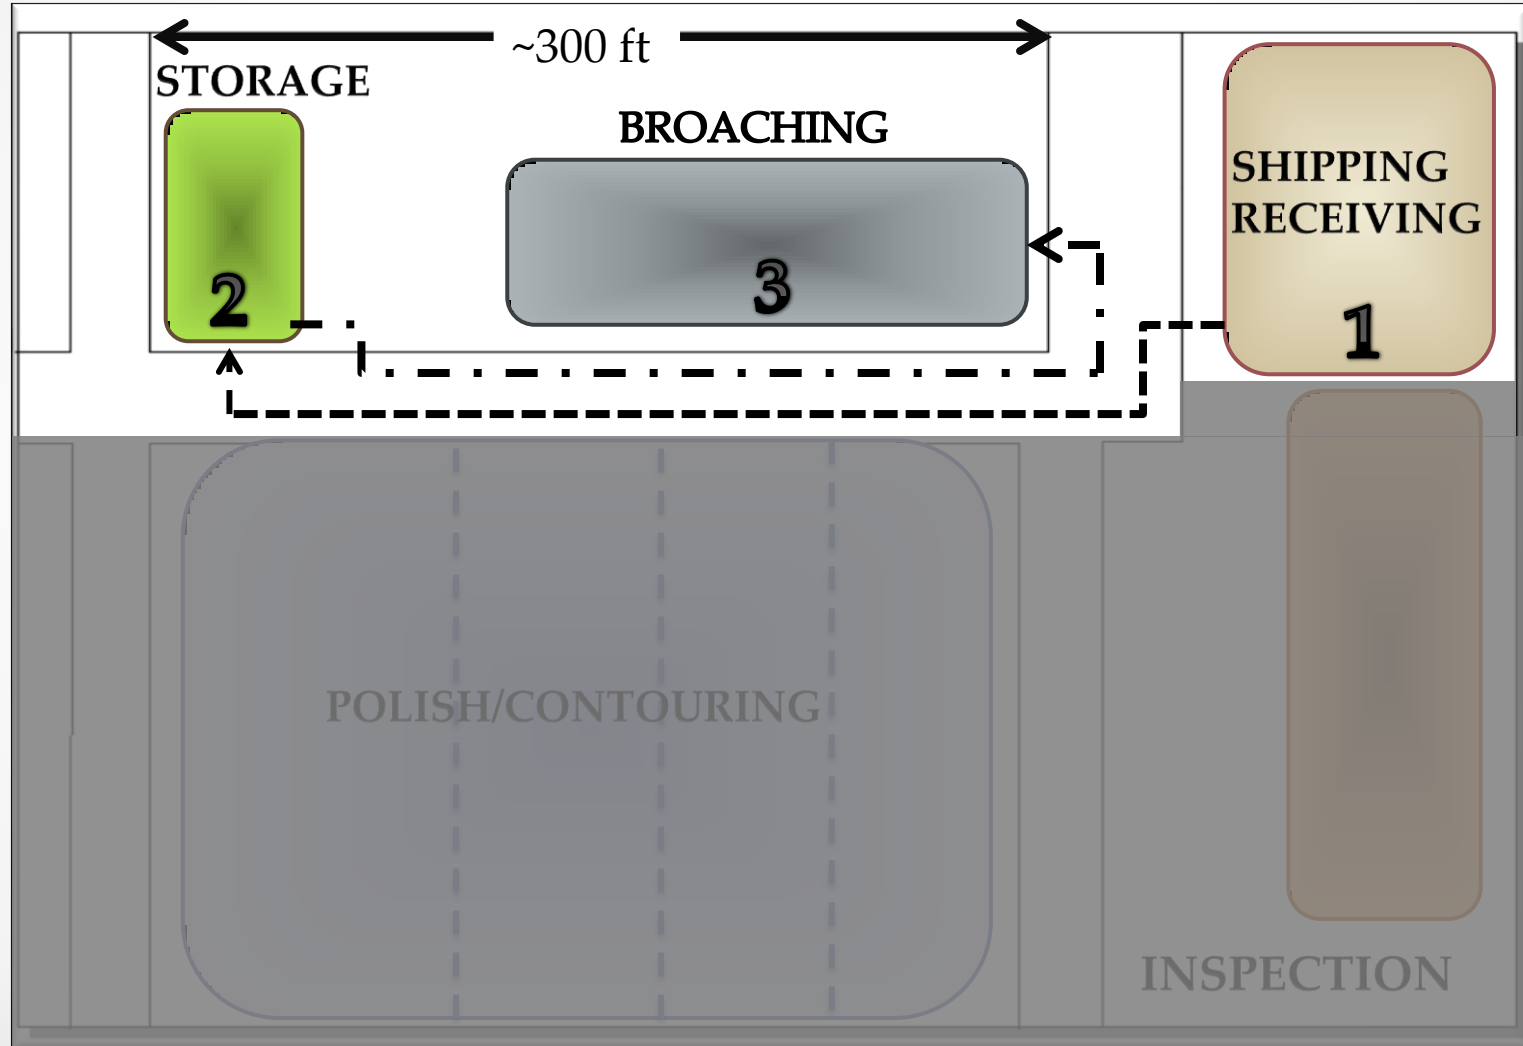 ~300 ft
STORAGE
BROACHING
SHIPPING
RECEIVING
2
3
1
POLISH/CONTOURING
INSPECTION